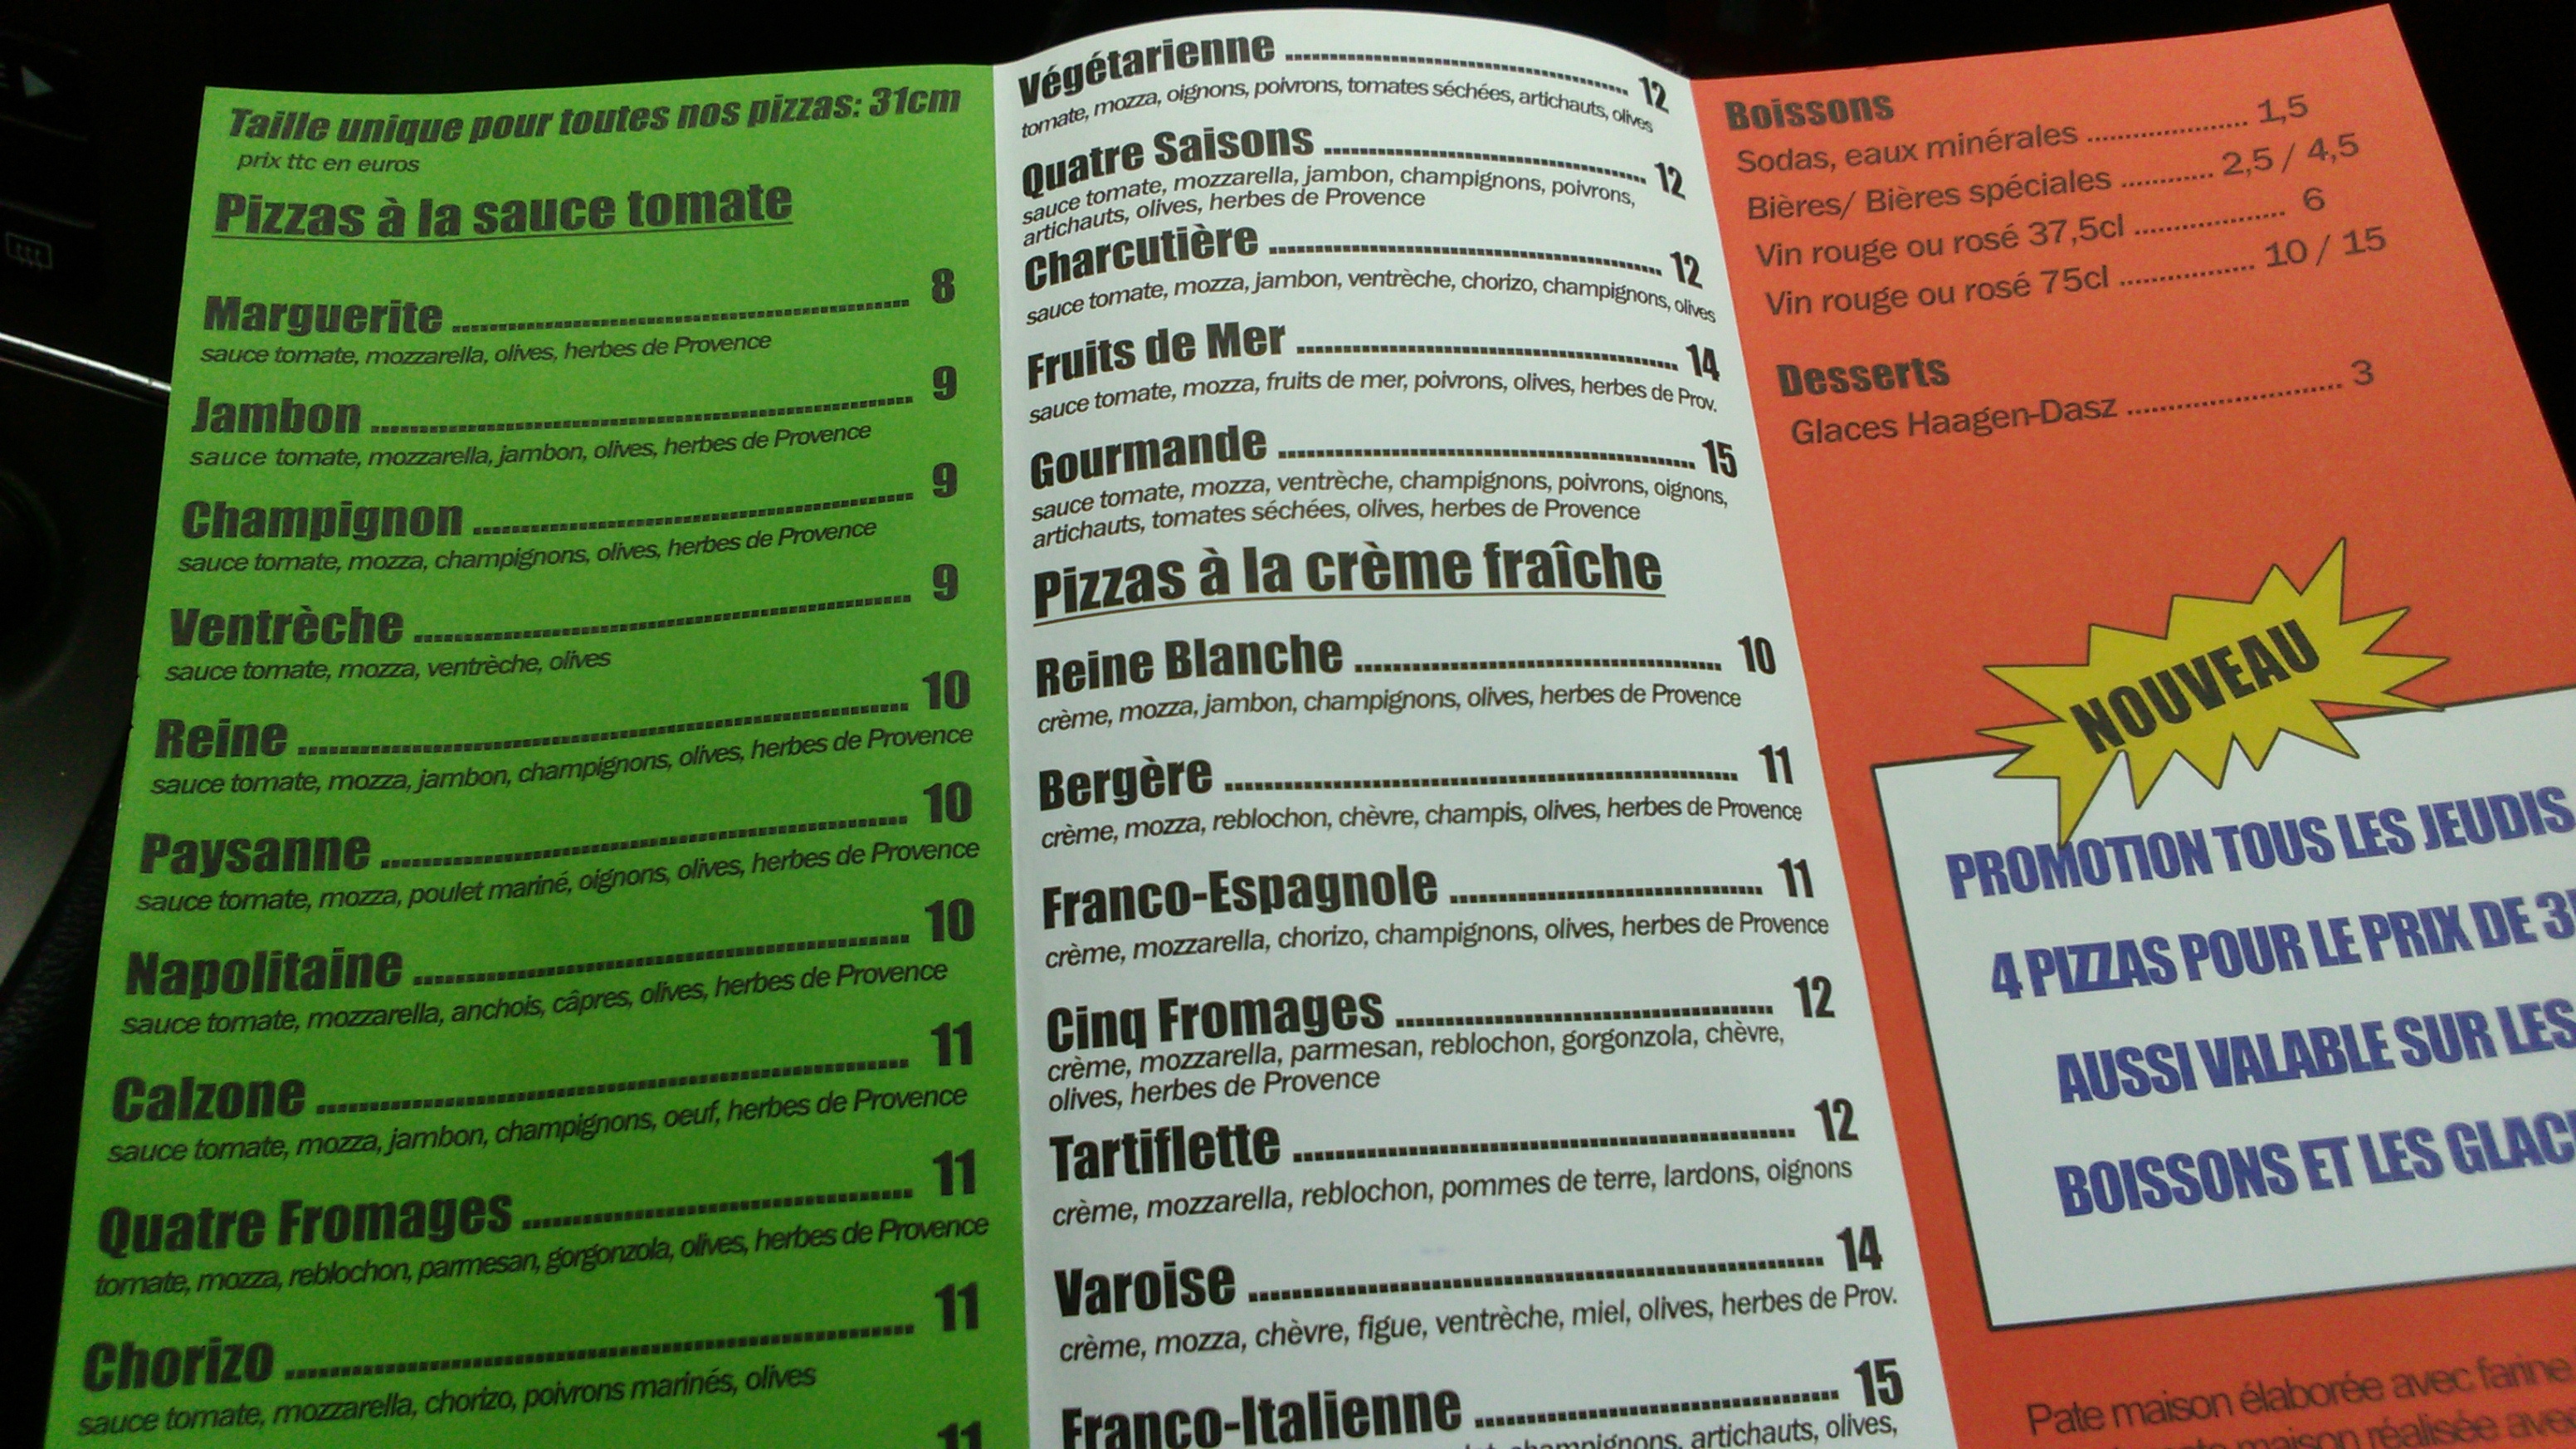 Taille unique pour toutes nos pizzas: 31cm
prix ttc en euros
Pizzas à la sauce tomate
Marguerite 8
sauce tomate, mozzarella, olives, herbes de Provence
Jambon 9
sauce tomate, mozzarella, jambon, olives, herbes de Provence
Champignon 9
sauce tomate, mozza, champignons, olives, herbes de Provence
Ventrèche 9
sauce tomate, mozza, ventrèche, olives
Reine 10
sauce tomate, mozza, jambon, champignons, olives, herbes de Provence
Paysanne 10
sauce tomate, mozza, poulet mariné, oignons, olives, herbes de Provence
Napolitaine 10
sauce tomate, mozzarella, anchois, câpres, olives, herbes de Provence
Calzone 11
sauce tomate, mozza, jambon, champignons, oeuf, herbes de Provence
Quatre Fromages 11
tomate, mozza, reblochon, parmesan, gorgonzola, olives, herbes de Provence
Chorizo 11
sauce tomate, mozzarella, chorizo, poivrons marinés, olives
11
Végétarienne 12
tomate, mozza, oignons, poivrons, tomates séchées, artichauts, olives
Quatre Saisons 12
sauce tomate, mozzarella, jambon, champignons, poivrons,
artichauts, olives, herbes de Provence
Charcutière 12
sauce tomate, mozza, jambon, ventrèche, chorizo, champignons, olives
Fruits de Mer 14
sauce tomate, mozza, fruits de mer, poivrons, olives, herbes de Prov.
Gourmande 15
sauce tomate, mozza, ventrèche, champignons, poivrons, oignons,
artichauts, tomates séchées, olives, herbes de Provence
Pizzas à la crème fraîche
Reine Blanche 10
crème, mozza, jambon, champignons, olives, herbes de Provence
Bergère 11
crème, mozza, reblochon, chèvre, champis, olives, herbes de Provence
Franco-Espagnole 11
crème, mozzarella, chorizo, champignons, olives, herbes de Provence
Cinq Fromages 12
crème, mozzarella, parmesan, reblochon, gorgonzola, chèvre,
olives, herbes de Provence
Tartiflette 12
crème, mozzarella, reblochon, pommes de terre, lardons, oignons
Varoise 14
crème, mozza, chèvre, figue, ventrèche, miel, olives, herbes de Prov.
Franco-Italienne 15
champignons, artichauts, olives,
Boissons
Sodas, eaux minérales 1,5
Bières/ Bières spéciales 2,5 / 4,5
Vin rouge ou rosé 37,5cl 6
Vin rouge ou rosé 75cl 10 / 15
Desserts
Glaces Haagen-Dasz 3
NOUVEAU
PROMOTION TOUS LES JEUDIS
4 PIZZAS POUR LE PRIX DE 3
AUSSI VALABLE SUR LES
BOISSONS ET LES GLAC
Pate maison élaborée avec farine
maison réalisée avec